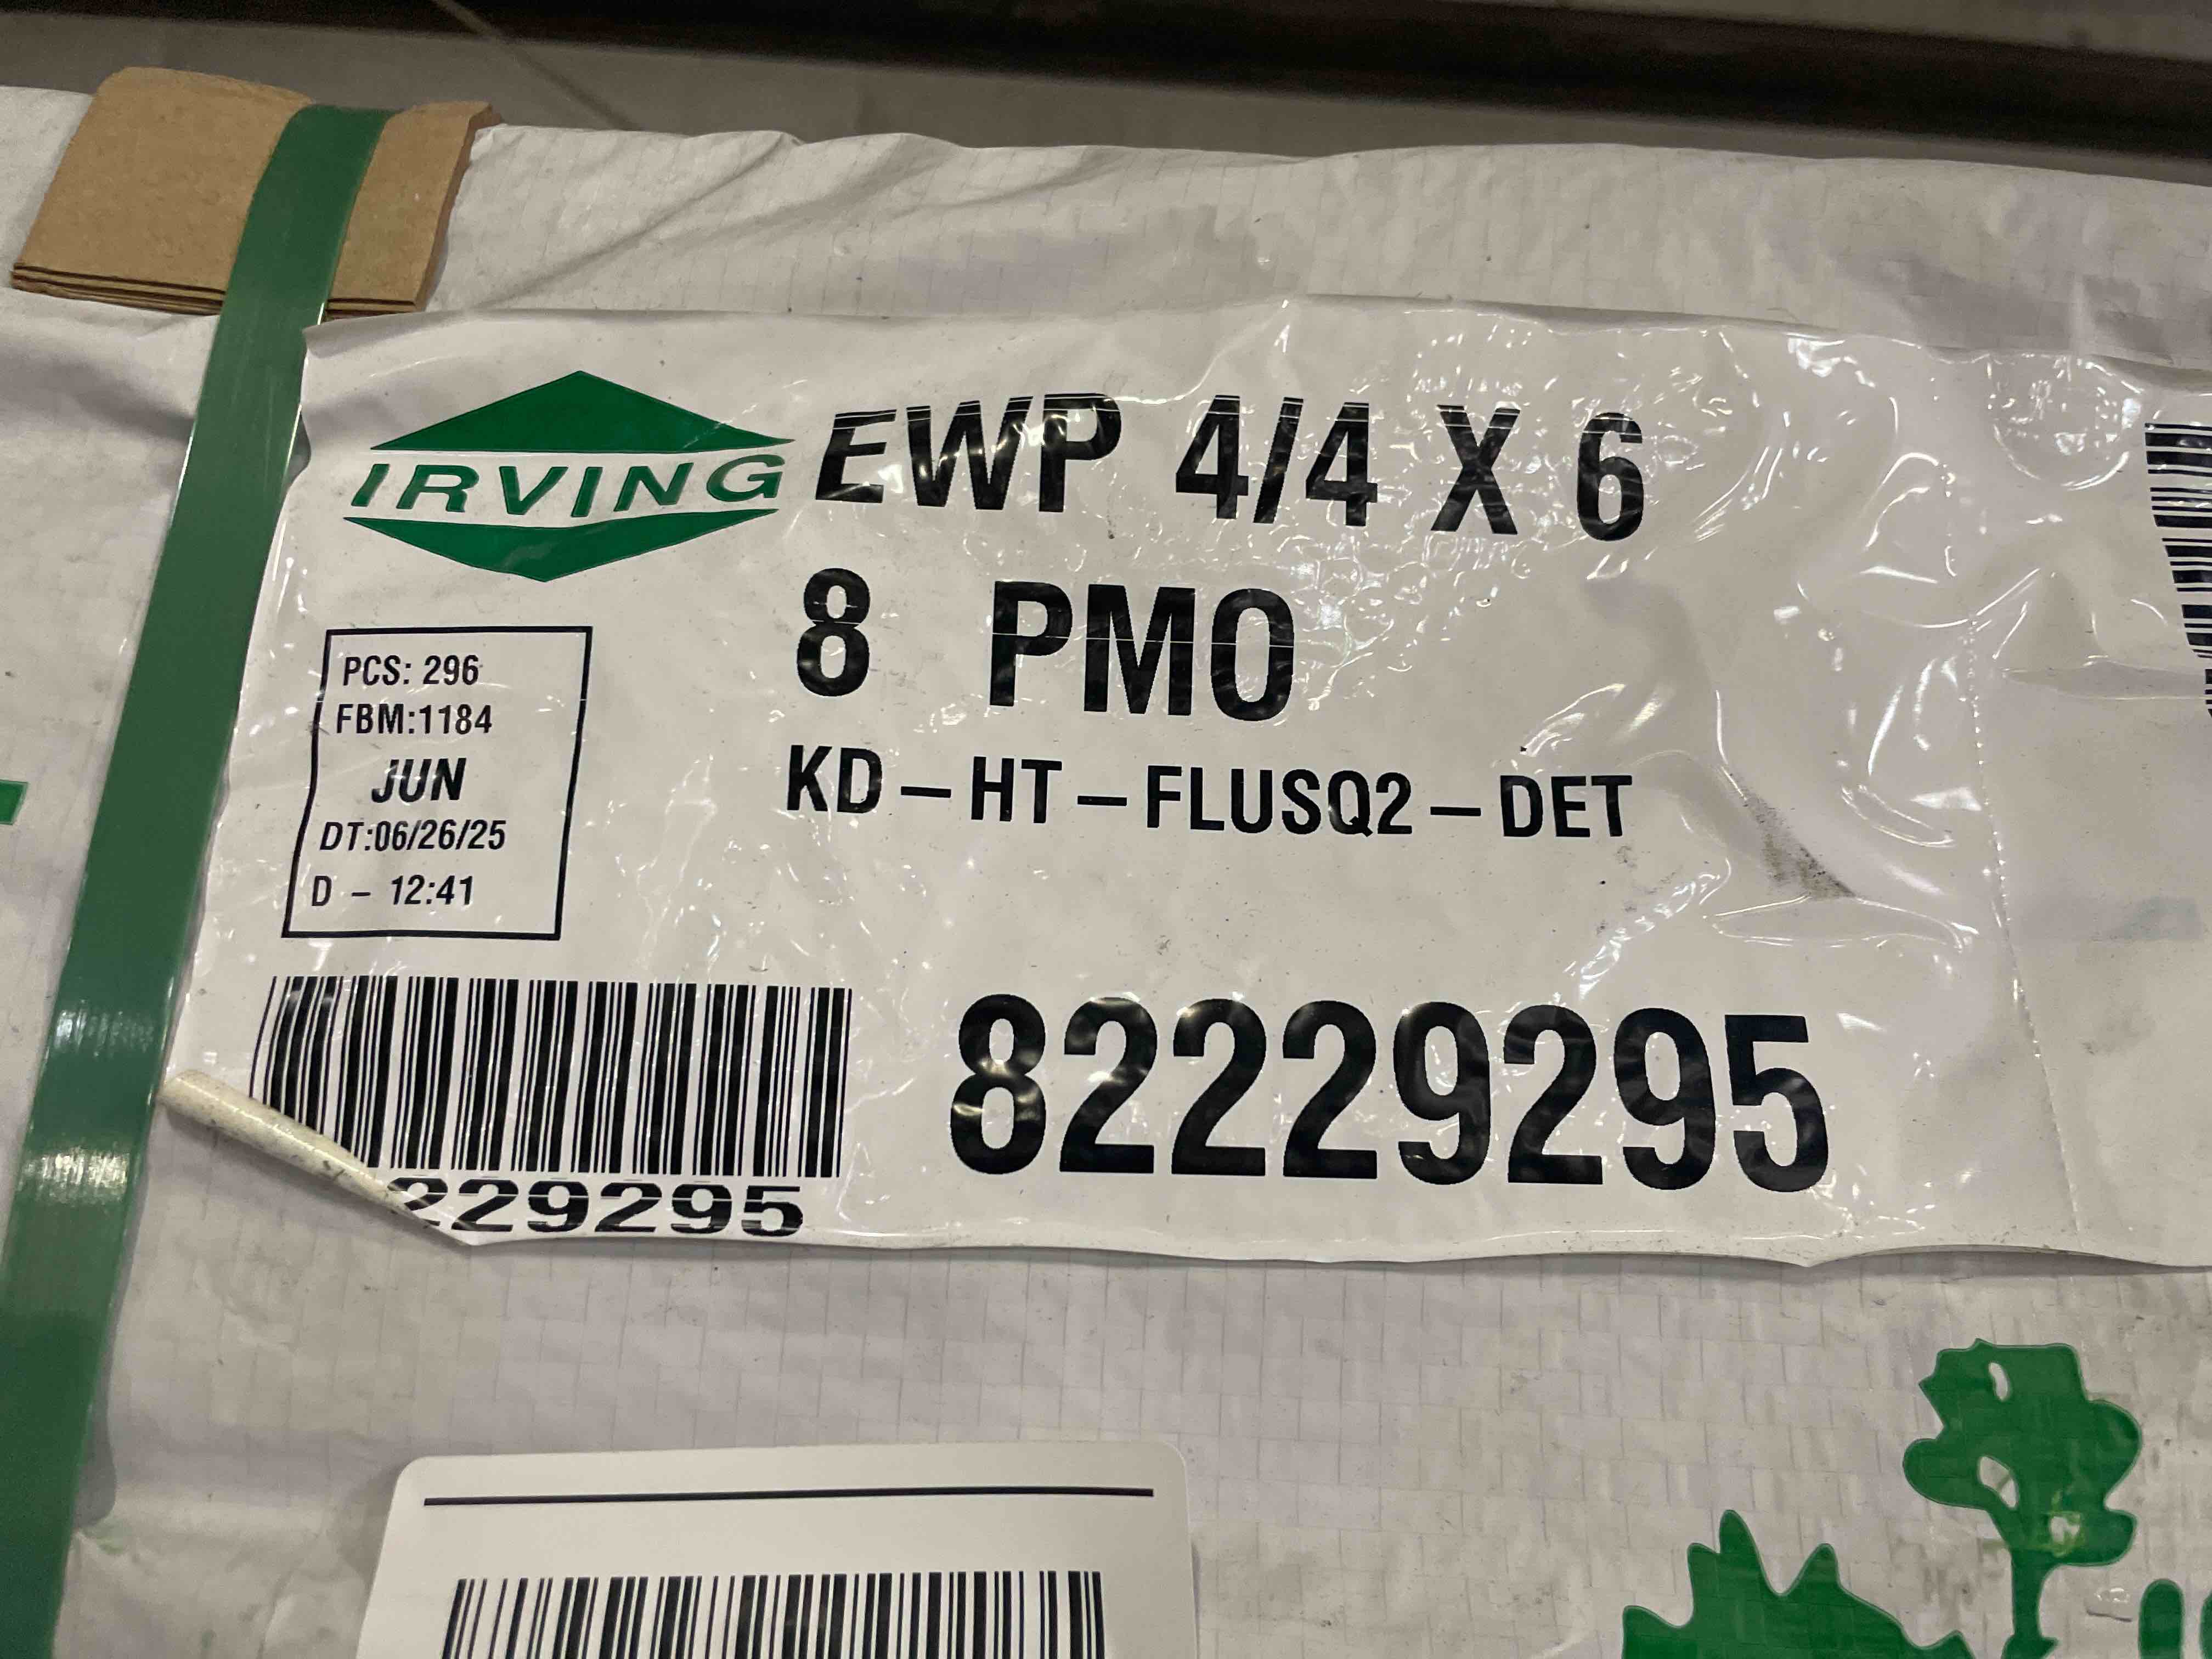 IRVING
EWP 4/4 X 6
8 PMO
KD-HT-FLUSQ2-DET
PCS: 296
FBM:1184
JUN
DT:06/26/25
D - 12:41
229295
82229295